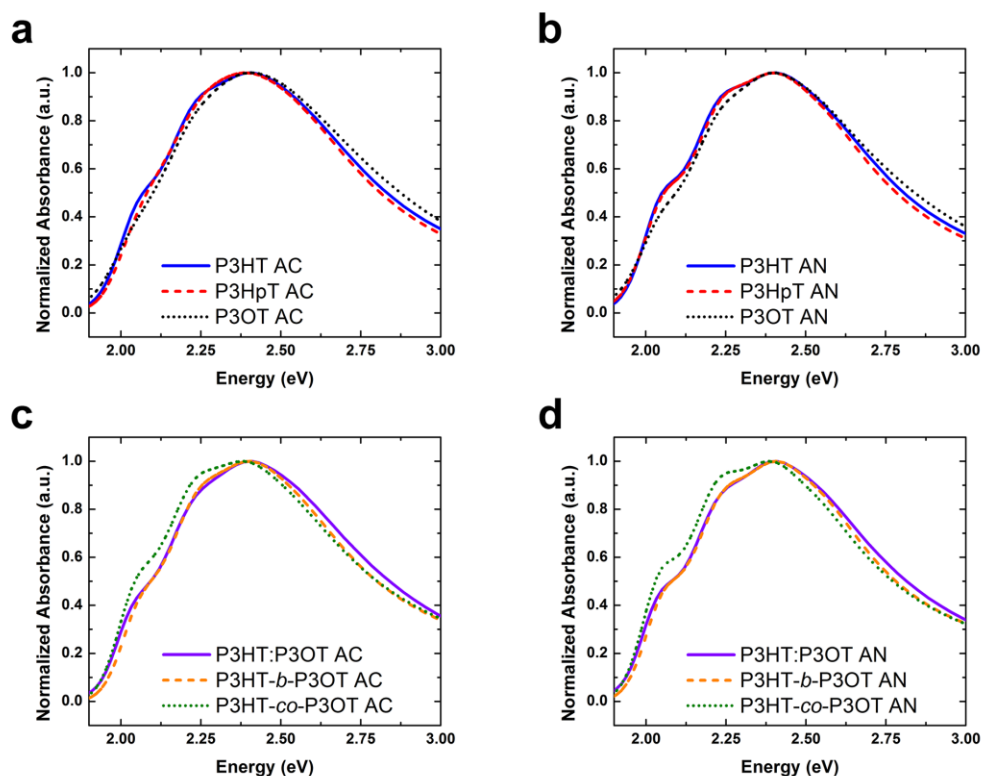 a
1.0
0.8
0.6
0.4
0.2
0.0
Normalized Absorbance (a.u.)
P3HT AC
P3HpT AC
P3OT AC
2.00 2.25 2.50 2.75 3.00
Energy (eV)
b
1.0
0.8
0.6
0.4
0.2
0.0
Normalized Absorbance (a.u.)
P3HT AN
P3HpT AN
P3OT AN
2.00 2.25 2.50 2.75 3.00
Energy (eV)
c
1.0
0.8
0.6
0.4
0.2
0.0
Normalized Absorbance (a.u.)
P3HT:P3OT AC
P3HT-b-P3OT AC
P3HT-co-P3OT AC
2.00 2.25 2.50 2.75 3.00
Energy (eV)
d
1.0
0.8
0.6
0.4
0.2
0.0
Normalized Absorbance (a.u.)
P3HT:P3OT AN
P3HT-b-P3OT AN
P3HT-co-P3OT AN
2.00 2.25 2.50 2.75 3.00
Energy (eV)